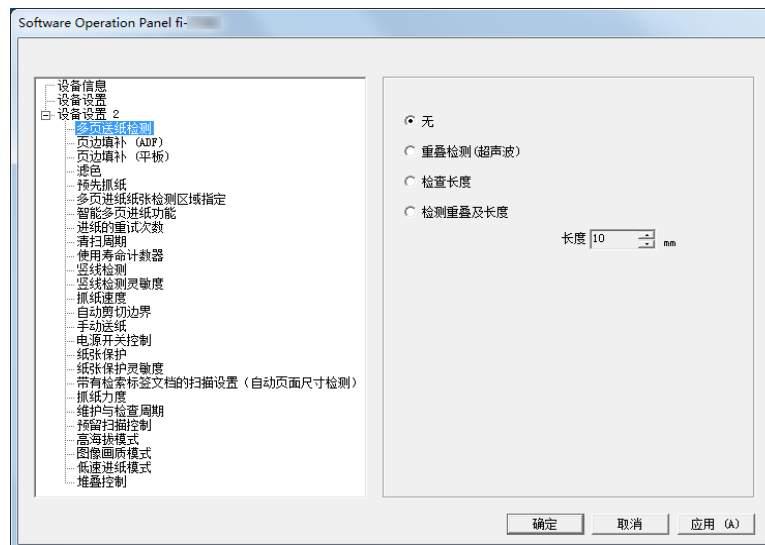 Software Operation Panel fi-
设备信息
设备设置
设备设置 2
多页送纸检测
页边填补 (ADF)
页边填补 (平板)
滤色
预先抓纸
多页进纸纸张检测区域指定
智能多页进纸功能
进纸的重试次数
清扫周期
使用寿命计数器
竖线检测
竖线检测灵敏度
抓纸速度
自动剪切边界
手动送纸
电源开关控制
纸张保护
纸张保护灵敏度
带有检索标签文档的扫描设置（自动页面尺寸检测）
抓纸力度
维护与检查周期
预留扫描控制
高海拔模式
图像画质模式
低速进纸模式
堆叠控制
无
重叠检测(超声波)
检查长度
检测重叠及长度
长度 10 mm
确定 取消 应用 (A)